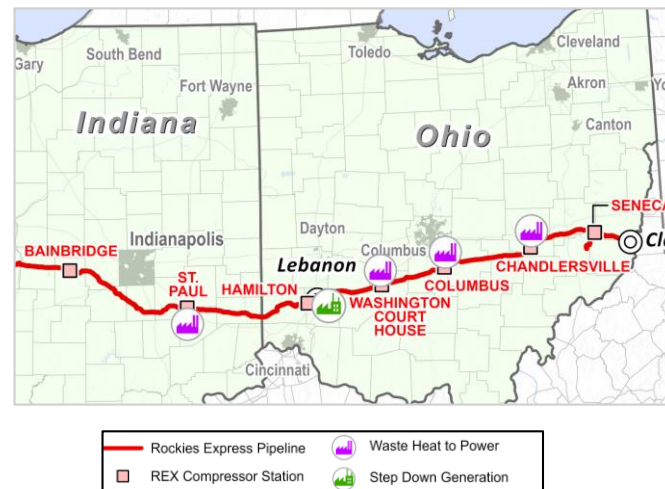 Gary
South Bend
Toledo
Cleveland
Fort Wayne
Akron
Indiana
Ohio
Canton
SENECA
Dayton
Indianapolis
Columbus
BAINBRIDGE
Lebanon
CHANDLERSVILLE
ST.
PAUL
HAMILTON
COLUMBUS
WASHINGTON
COURT
HOUSE
Cincinnati
Rockies Express Pipeline
Waste Heat to Power
REX Compressor Station
Step Down Generation